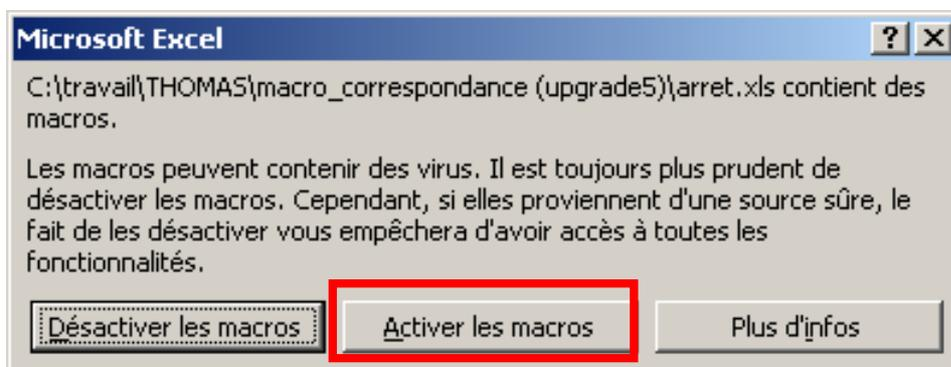 Microsoft Excel
C:\travail\THOMAS\macro_correspondance (upgrade5)\arret.xls contient des
macros.
Les macros peuvent contenir des virus. Il est toujours plus prudent de
désactiver les macros. Cependant, si elles proviennent d'une source sûre, le
fait de les désactiver vous empêchera d'avoir accès à toutes les
fonctionnalités.
Désactiver les macros Activer les macros Plus d'infos